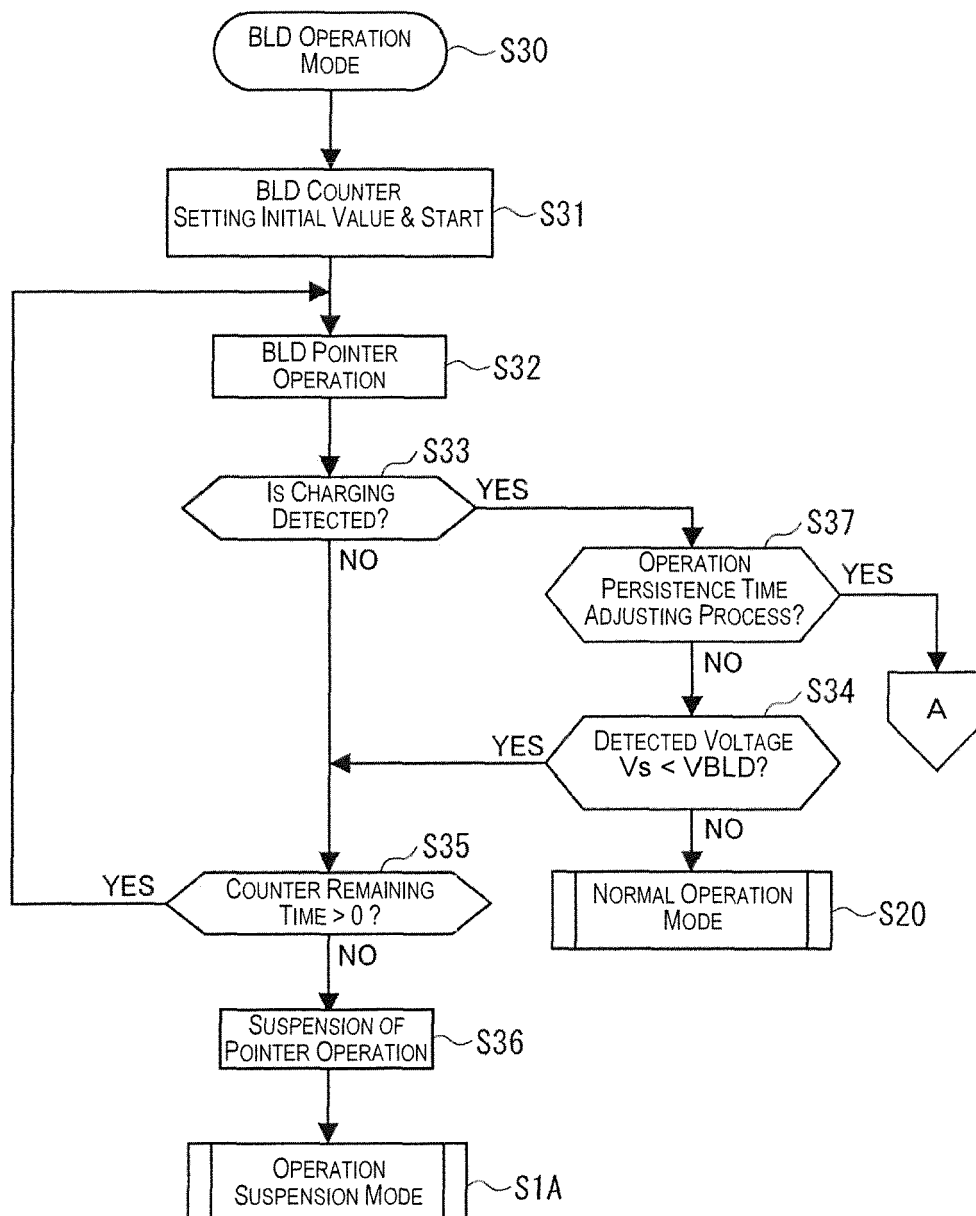 BLD OPERATION
MODE
S30
BLD COUNTER
SETTING INITIAL VALUE & START
S31
BLD POINTER
OPERATION
S32
S33
IS CHARGING
DETECTED?
YES
NO
S37
OPERATION
PERSISTENCE TIME
ADJUSTING PROCESS?
YES
NO
A
S34
DETECTED VOLTAGE
Vs < VBLD?
YES
NO
S35
COUNTER REMAINING
TIME > 0 ?
YES
NO
NORMAL OPERATION
MODE
S20
SUSPENSION OF
POINTER OPERATION
S36
OPERATION
SUSPENSION MODE
S1A